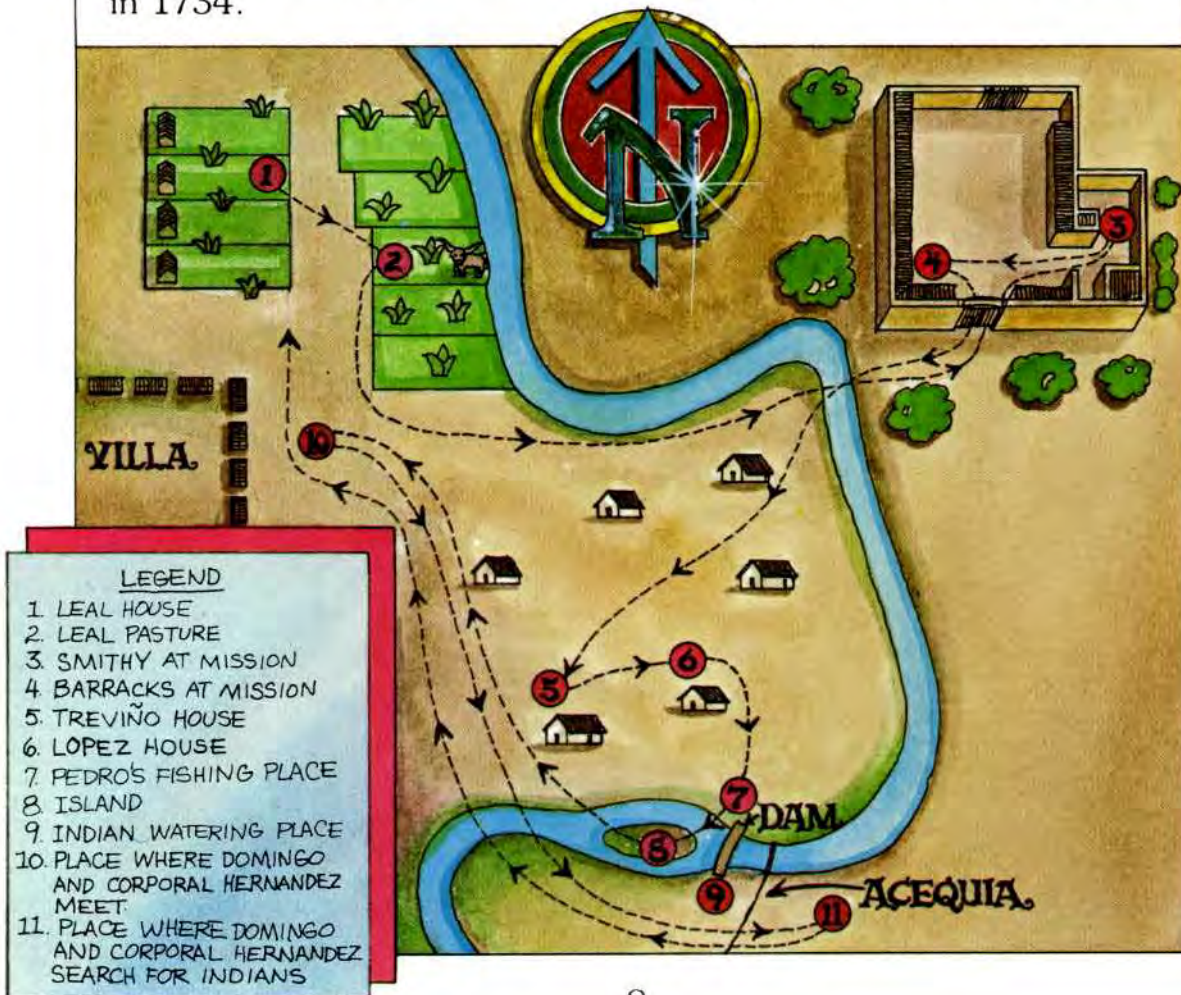 in 1734.
N
1
2
3
4
VILLA
10
5
6
7
DAM
8
9
11
ACEQUIA
LEGEND
1. LEAL HOUSE
2. LEAL PASTURE
3. SMITHY AT MISSION
4. BARRACKS AT MISSION
5. TREVIÑO HOUSE
6. LOPEZ HOUSE
7. PEDRO'S FISHING PLACE
8. ISLAND
9. INDIAN WATERING PLACE
10. PLACE WHERE DOMINGO
AND CORPORAL HERNANDEZ
MEET
11. PLACE WHERE DOMINGO
AND CORPORAL HERNANDEZ
SEARCH FOR INDIANS